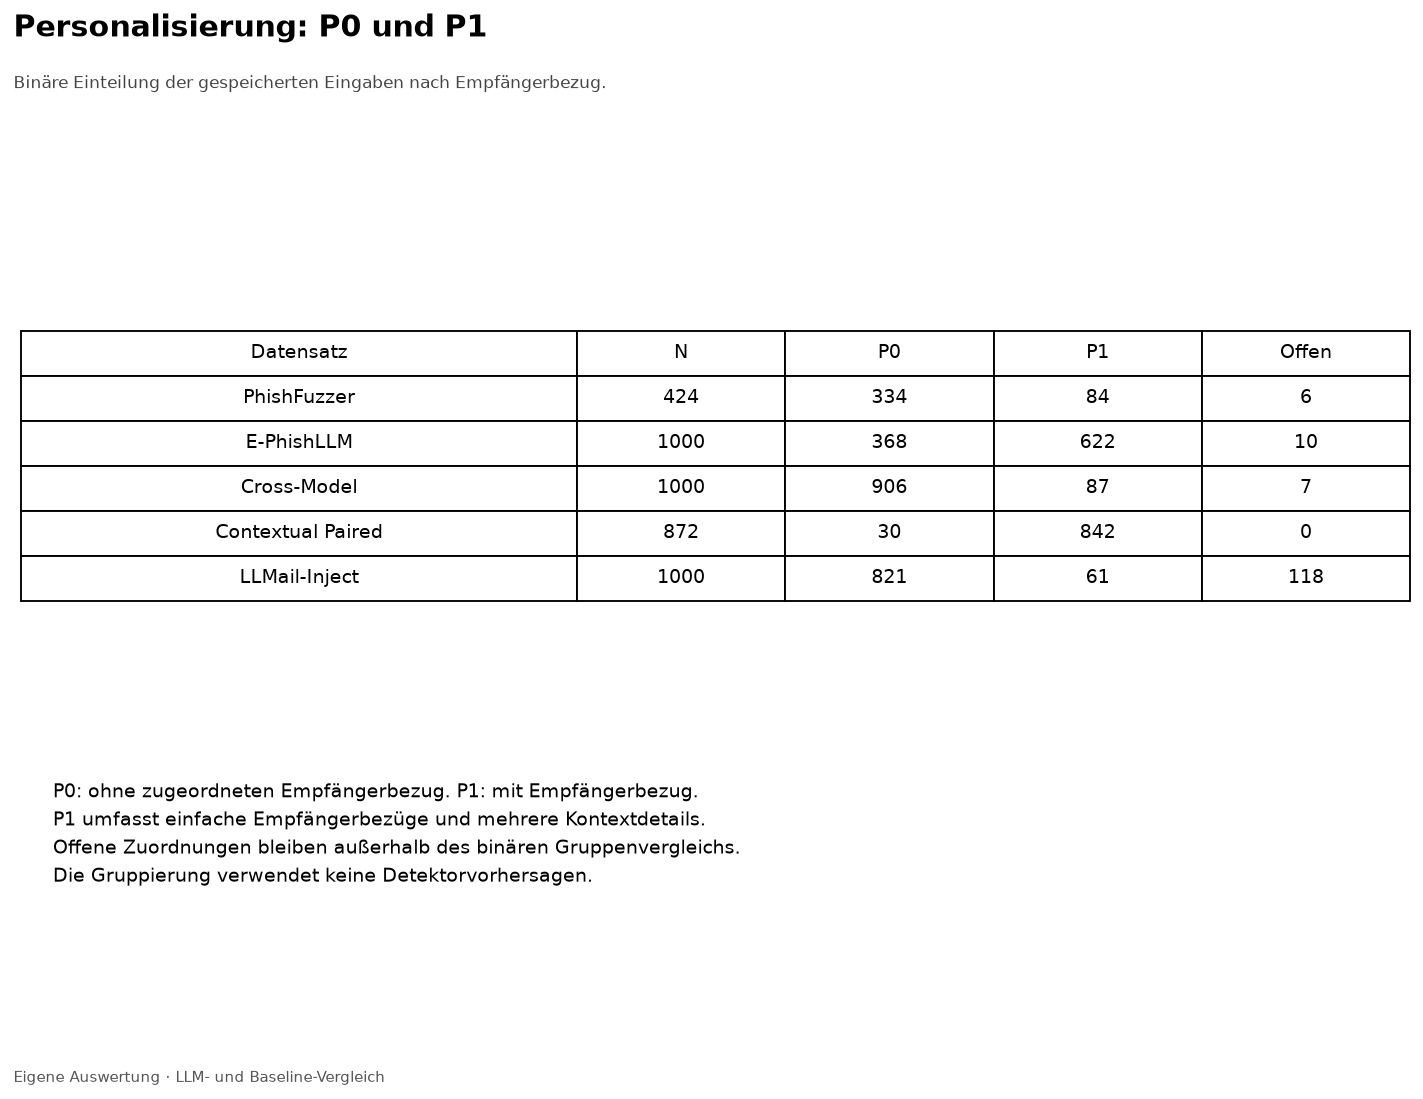 Personalisierung: P0 und P1
Binäre Einteilung der gespeicherten Eingaben nach Empfängerbezug.
Datensatz N P0 P1 Offen
PhishFuzzer 424 334 84 6
E-PhishLLM 1000 368 622 10
Cross-Model 1000 906 87 7
Contextual Paired 872 30 842 0
LLMail-Inject 1000 821 61 118
P0: ohne zugeordneten Empfängerbezug. P1: mit Empfängerbezug.
P1 umfasst einfache Empfängerbezüge und mehrere Kontextdetails.
Offene Zuordnungen bleiben außerhalb des binären Gruppenvergleichs.
Die Gruppierung verwendet keine Detektorvorhersagen.
Eigene Auswertung · LLM- und Baseline-Vergleich